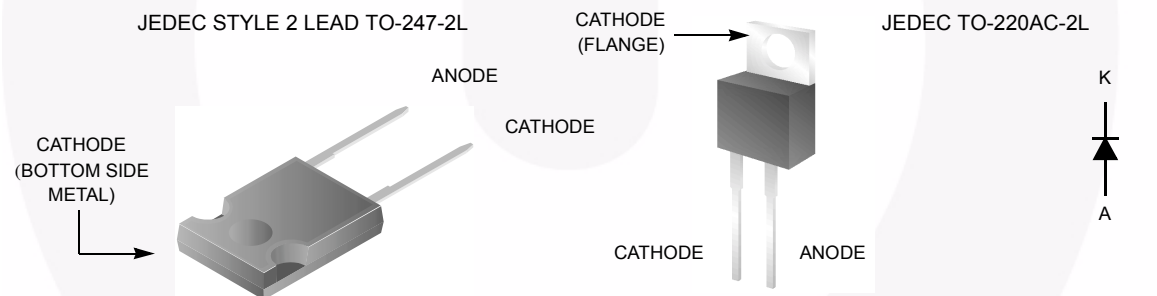 JEDEC STYLE 2 LEAD TO-247-2L
ANODE
CATHODE
CATHODE
(BOTTOM SIDE
METAL)
CATHODE
(FLANGE)
JEDEC TO-220AC-2L
CATHODE
ANODE
K
A